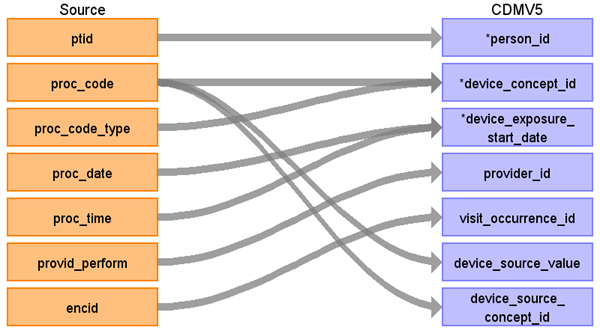 Source
CDMV5
ptid
*person_id
proc_code
*device_concept_id
proc_code_type
*device_exposure_
start_date
proc_date
provider_id
proc_time
visit_occurrence_id
provid_perform
device_source_value
encid
device_source_
concept_id